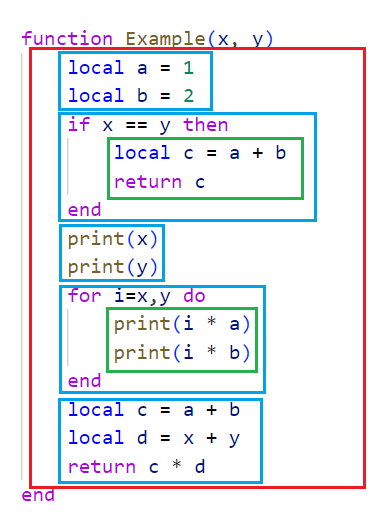 function Example(x, y)
    local a = 1
    local b = 2
    if x == y then
        local c = a + b
        return c
    end
    print(x)
    print(y)
    for i=x,y do
        print(i * a)
        print(i * b)
    end
    local c = a + b
    local d = x + y
    return c * d
end